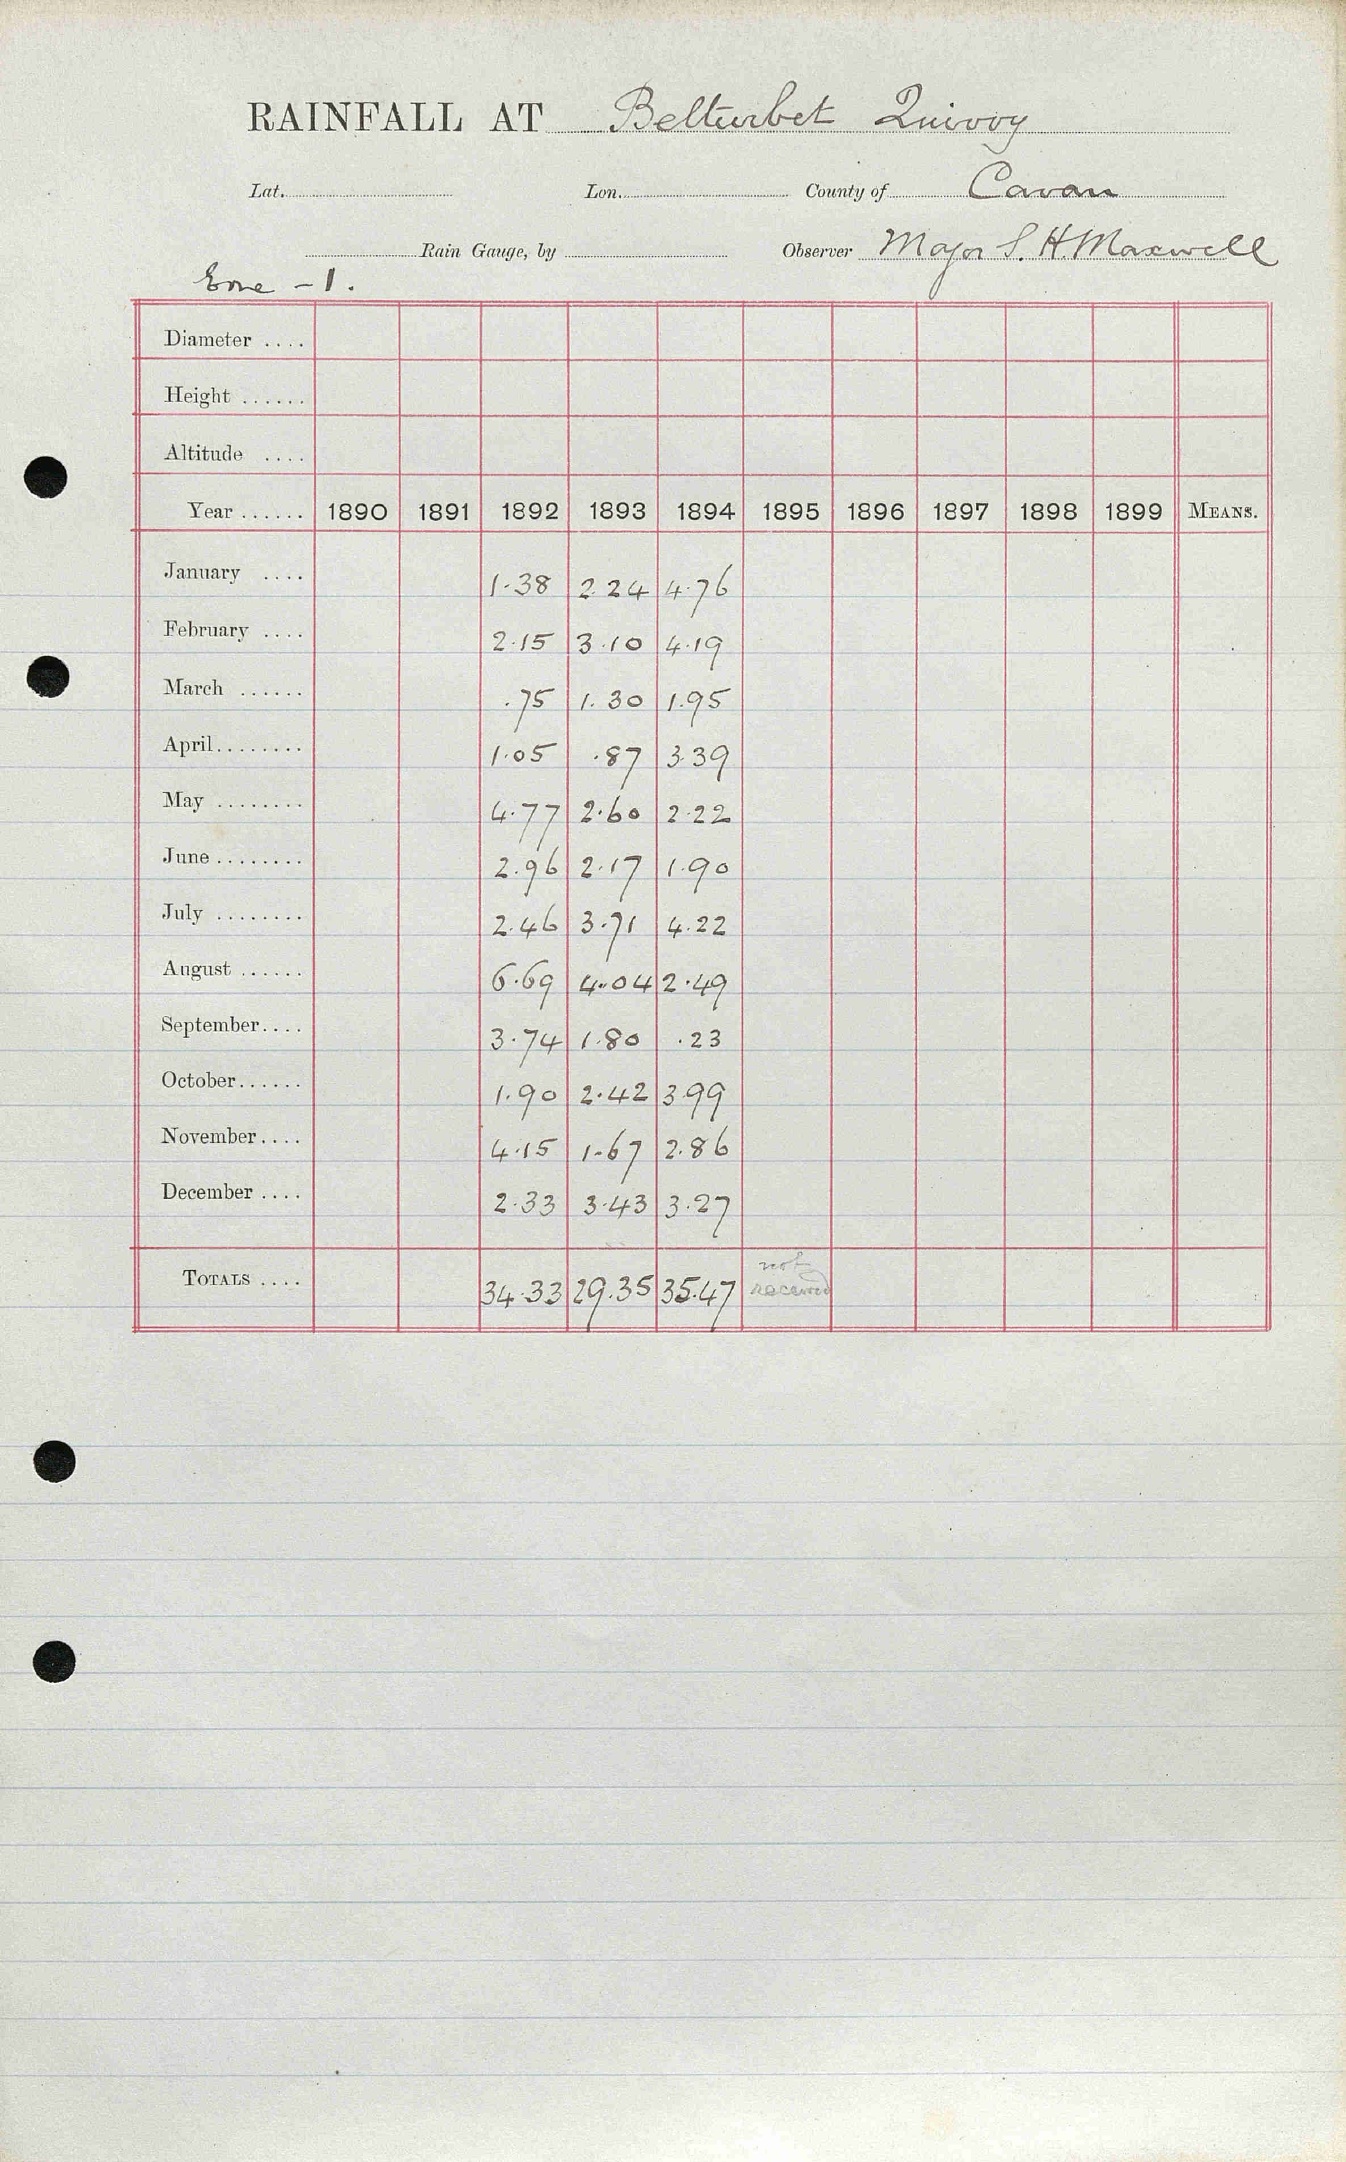 RAINFALL AT Belturbet Quivvy
Lat. Lon. County of Cavan
Rain Gauge, by Observer Major S. H. Maxwell
Erne - 1.
Diameter ....
Height ......
Altitude ....
Year ...... 1890 1891 1892 1893 1894 1895 1896 1897 1898 1899 MEANS.
January .... 1.38 2.24 4.76
February .... 2.15 3.10 4.19
March ...... .75 1.30 1.95
April ........ 1.05 .87 3.39
May ........ 4.77 2.60 2.22
June ........ 2.96 2.17 1.90
July ........ 2.46 3.71 4.22
August ...... 6.69 4.04 2.49
September.... 3.74 1.80 .23
October...... 1.90 2.42 3.99
November.... 4.15 1.67 2.86
December .... 2.33 3.43 3.27
TOTALS .... 34.33 29.35 35.47 not received